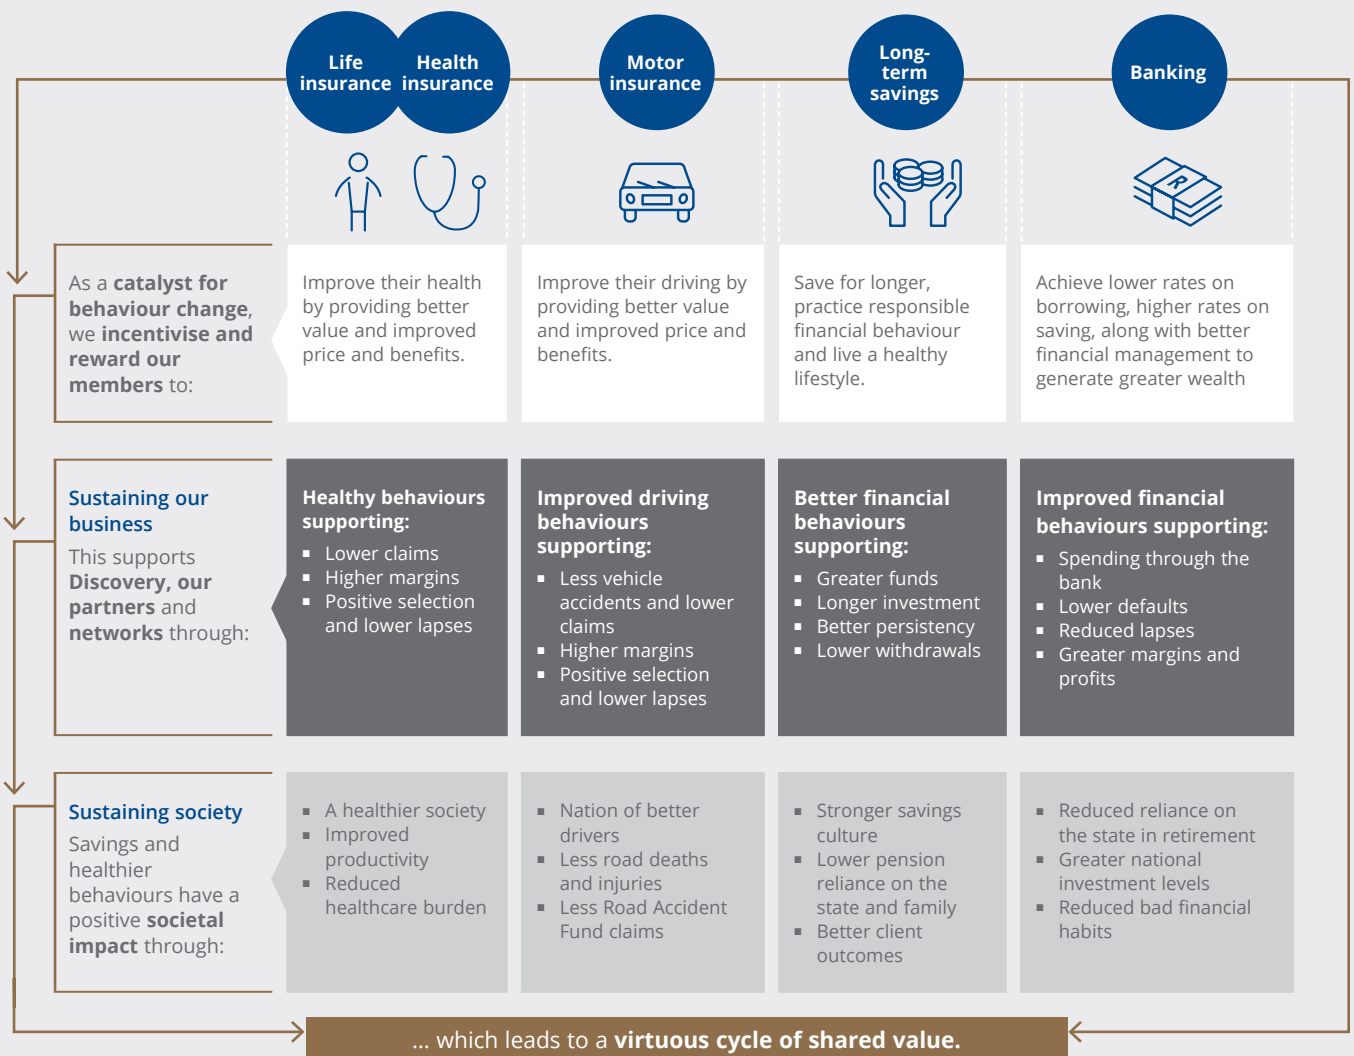 Life
insurance
Health
insurance
Motor
insurance
Long-
term
savings
Banking
R
As a catalyst for
behaviour change,
we incentivise and
reward our
members to:
Improve their health
by providing better
value and improved
price and benefits.
Improve their driving by
providing better value
and improved price and
benefits.
Save for longer,
practice responsible
financial behaviour
and live a healthy
lifestyle.
Achieve lower rates on
borrowing, higher rates on
saving, along with better
financial management to
generate greater wealth
Sustaining our
business
This supports
Discovery, our
partners and
networks through:
Healthy behaviours
supporting:
▪ Lower claims
▪ Higher margins
▪ Positive selection
and lower lapses
Improved driving
behaviours
supporting:
▪ Less vehicle
accidents and lower
claims
▪ Higher margins
▪ Positive selection
and lower lapses
Better financial
behaviours
supporting:
▪ Greater funds
▪ Longer investment
▪ Better persistency
▪ Lower withdrawals
Improved financial
behaviours supporting:
▪ Spending through the
bank
▪ Lower defaults
▪ Reduced lapses
▪ Greater margins and
profits
Sustaining society
Savings and
healthier
behaviours have a
positive societal
impact through:
▪ A healthier society
▪ Improved
productivity
▪ Reduced
healthcare burden
▪ Nation of better
drivers
▪ Less road deaths
and injuries
▪ Less Road Accident
Fund claims
▪ Stronger savings
culture
▪ Lower pension
reliance on the
state and family
▪ Better client
outcomes
▪ Reduced reliance on
the state in retirement
▪ Greater national
investment levels
▪ Reduced bad financial
habits
... which leads to a virtuous cycle of shared value.